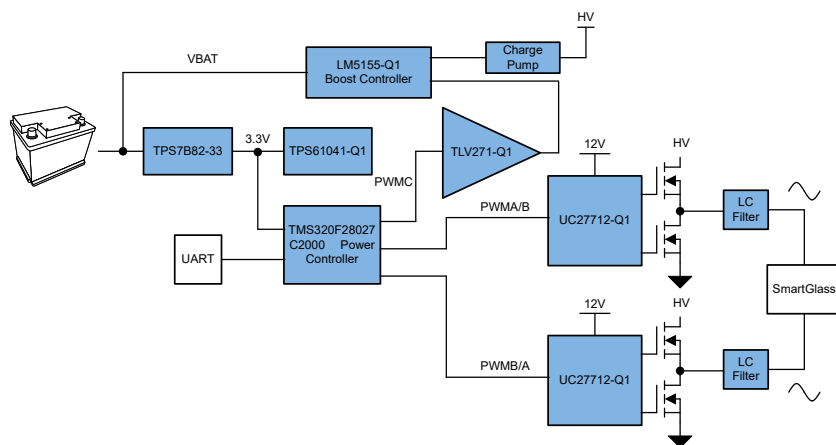 HV
VBAT
LM5155-Q1
Boost Controller
Charge
Pump
TPS7B82-33
3.3V
TPS61041-Q1
TLV271-Q1
PWMC
12V
HV
UC27712-Q1
PWMA/B
LC
Filter
TMS320F28027
C2000 Power
Controller
UART
SmartGlass
12V
HV
PWMB/A
UC27712-Q1
LC
Filter